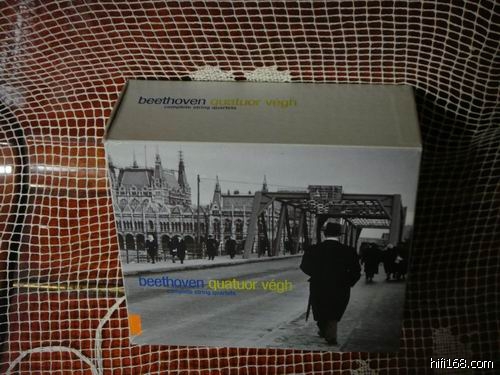 beethoven quatuor végh
complete string quartets
beethoven quatuor végh
complete string quartets
hifi168.com